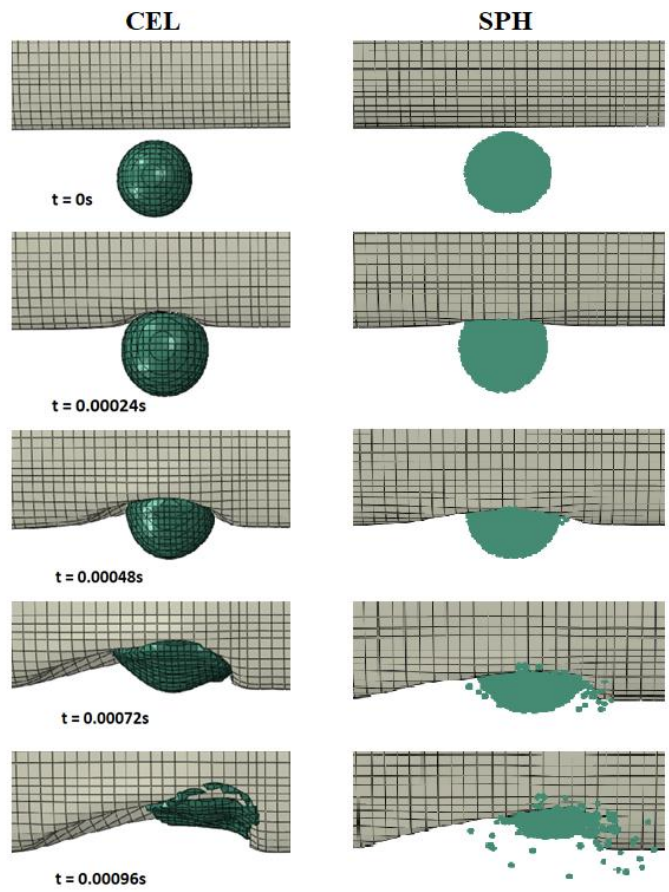 CEL SPH
t = 0s
t = 0.00024s
t = 0.00048s
t = 0.00072s
t = 0.00096s